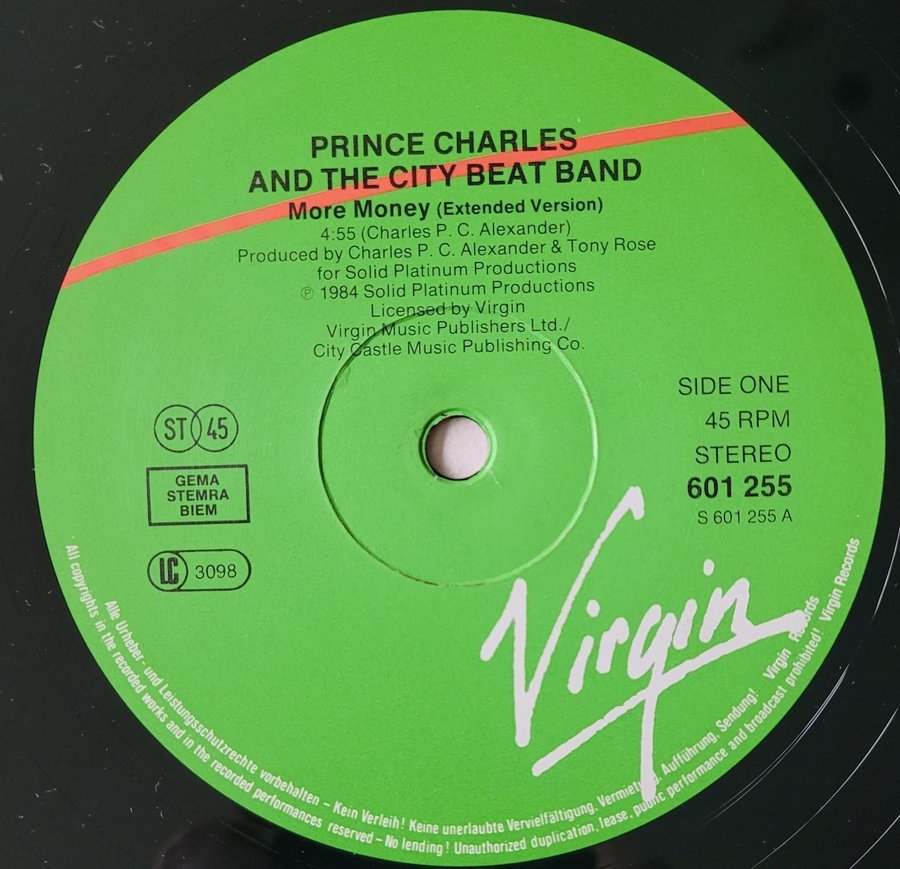 PRINCE CHARLES
AND THE CITY BEAT BAND
More Money (Extended Version)
4:55 (Charles P. C. Alexander)
Produced by Charles P. C. Alexander & Tony Rose
for Solid Platinum Productions
℗ 1984 Solid Platinum Productions
Licensed by Virgin
Virgin Music Publishers Ltd./
City Castle Music Publishing Co.
SIDE ONE
45 RPM
STEREO
601 255
S 601 255 A
ST 45
GEMA
STEMRA
BIEM
LC 3098
Virgin
Alle Urheber- und Leistungsschutzrechte vorbehalten – Kein Verleih! Keine unerlaubte Vervielfältigung, Vermietung, Aufführung, Sendung! Virgin Records
All copyrights in the recorded works and in the recorded performances reserved – No lending! Unauthorized duplication, lease, public performance and broadcast prohibited! Virgin Records